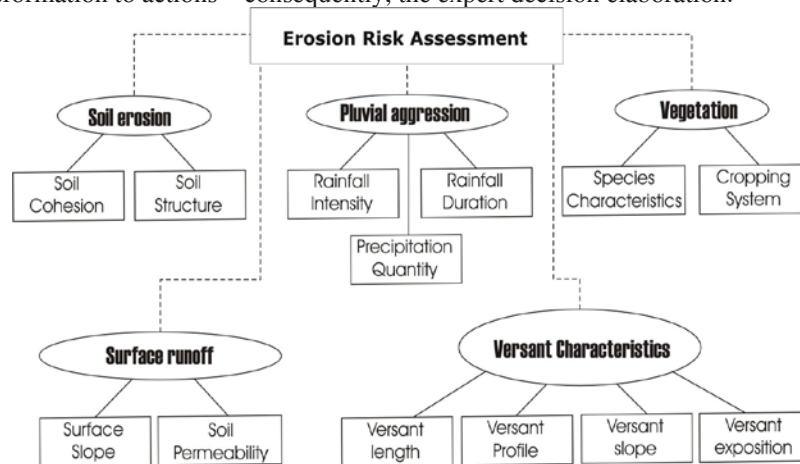 formation to actions – consequently, the expert decision elaboration.
Erosion Risk Assessment
Soil erosion
Pluvial aggression
Vegetation
Soil
Cohesion
Soil
Structure
Rainfall
Intensity
Rainfall
Duration
Species
Characteristics
Cropping
System
Precipitation
Quantity
Surface runoff
Versant Characteristics
Surface
Slope
Soil
Permeability
Versant
length
Versant
Profile
Versant
slope
Versant
exposition